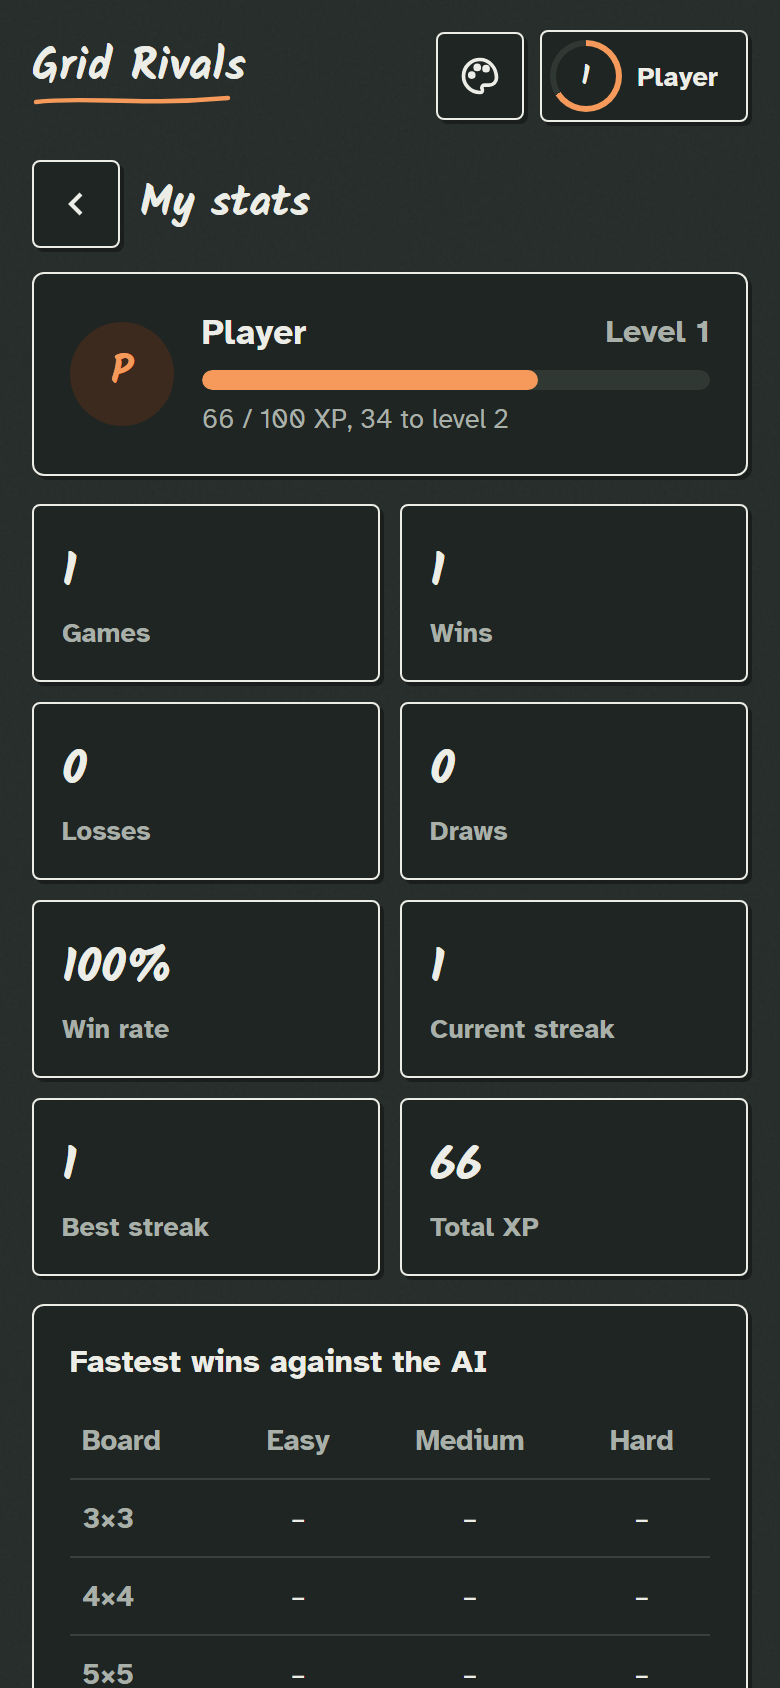 Grid Rivals
1 Player
My stats
P
Player Level 1
66 / 100 XP, 34 to level 2
1
Games
1
Wins
0
Losses
0
Draws
100%
Win rate
1
Current streak
1
Best streak
66
Total XP
Fastest wins against the AI
Board Easy Medium Hard
3×3 – – –
4×4 – – –
5×5 – – –